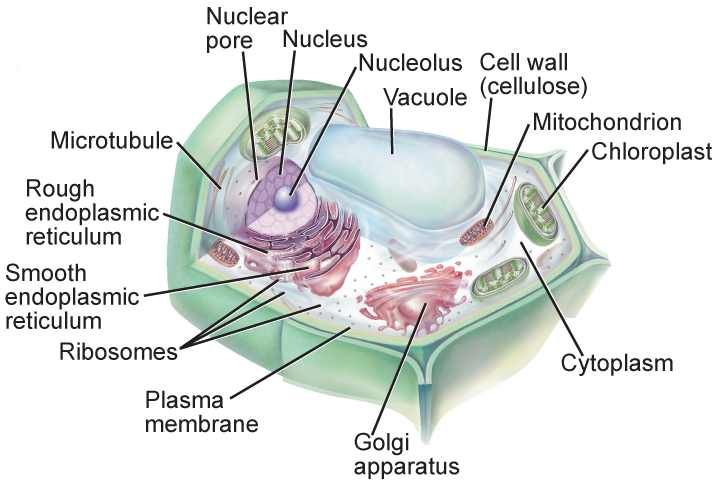 Nuclear
pore
Nucleus
Nucleolus
Vacuole
Cell wall
(cellulose)
Mitochondrion
Chloroplast
Microtubule
Rough
endoplasmic
reticulum
Smooth
endoplasmic
reticulum
Ribosomes
Cytoplasm
Plasma
membrane
Golgi
apparatus